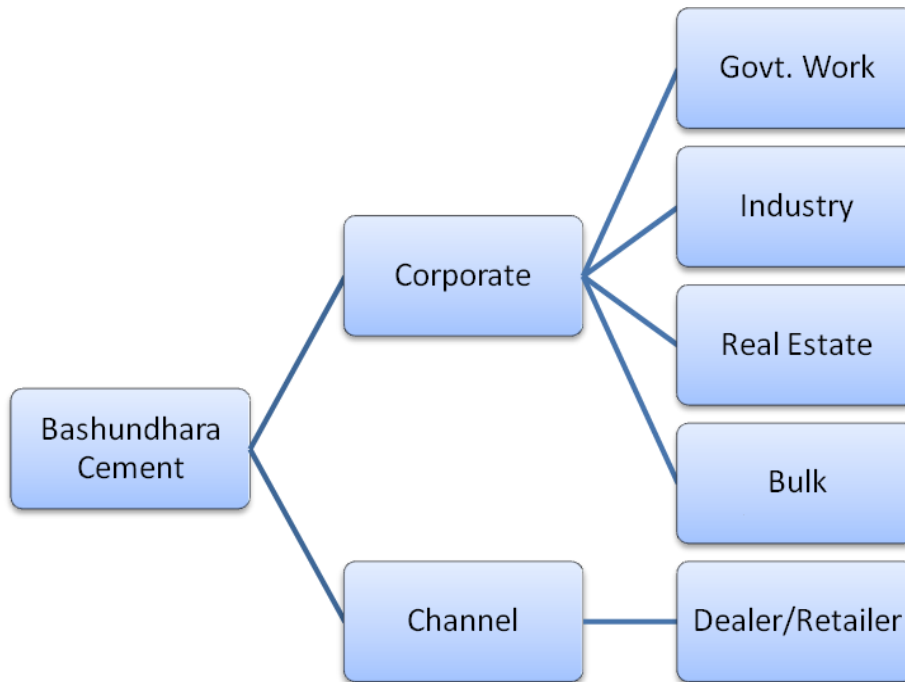 Govt. Work
Industry
Corporate
Real Estate
Bashundhara
Cement
Bulk
Channel
Dealer/Retailer